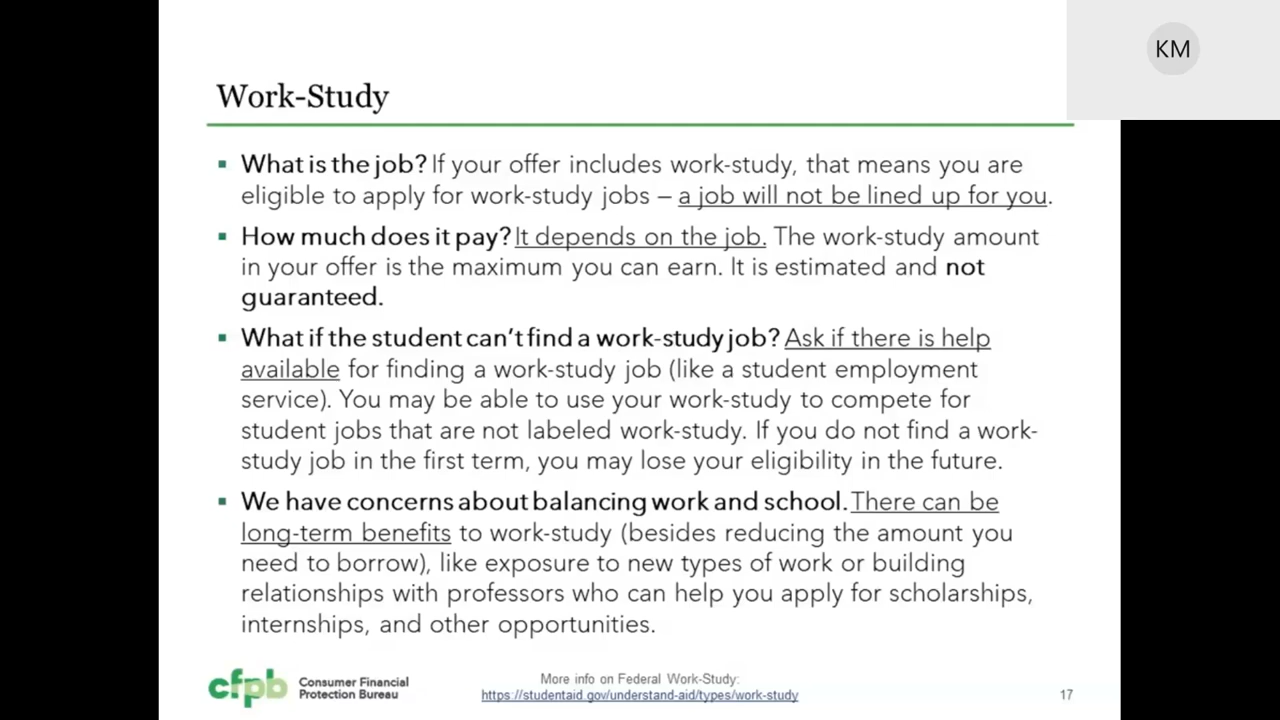 KM
Work-Study
▪ What is the job? If your offer includes work-study, that means you are
eligible to apply for work-study jobs – a job will not be lined up for you.
▪ How much does it pay? It depends on the job. The work-study amount
in your offer is the maximum you can earn. It is estimated and not
guaranteed.
▪ What if the student can't find a work-study job? Ask if there is help
available for finding a work-study job (like a student employment
service). You may be able to use your work-study to compete for
student jobs that are not labeled work-study. If you do not find a work-
study job in the first term, you may lose your eligibility in the future.
▪ We have concerns about balancing work and school. There can be
long-term benefits to work-study (besides reducing the amount you
need to borrow), like exposure to new types of work or building
relationships with professors who can help you apply for scholarships,
internships, and other opportunities.
cfpb Consumer Financial
Protection Bureau
More info on Federal Work-Study:
https://studentaid.gov/understand-aid/types/work-study
17